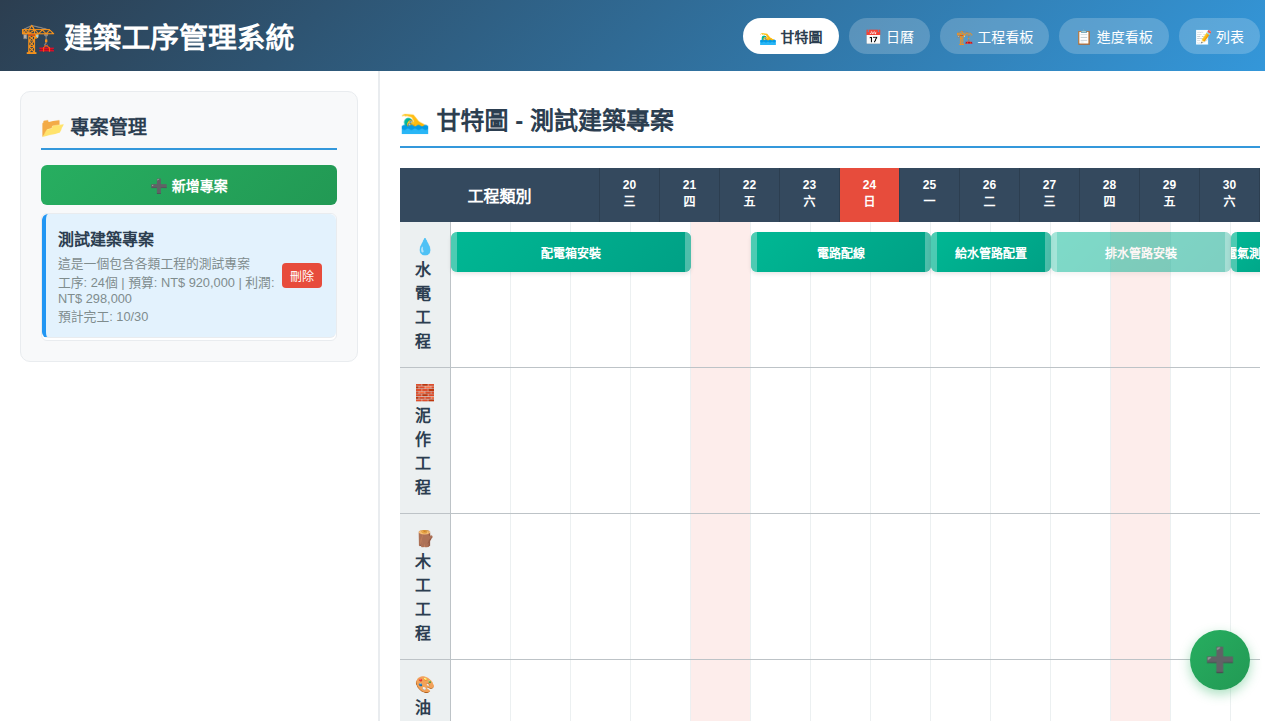 建築工序管理系統
甘特圖
日曆
工程看板
進度看板
列表
專案管理
新增專案
測試建築專案
這是一個包含各類工程的測試專案
工序: 24個 | 預算: NT$ 920,000 | 利潤:
NT$ 298,000
預計完工: 10/30
刪除
甘特圖 - 測試建築專案
工程類別
20 三
21 四
22 五
23 六
24 日
25 一
26 二
27 三
28 四
29 五
30 六
水電工程
配電箱安裝
電路配線
給水管路配置
排水管路安裝
電氣測
泥作工程
木工工程
油